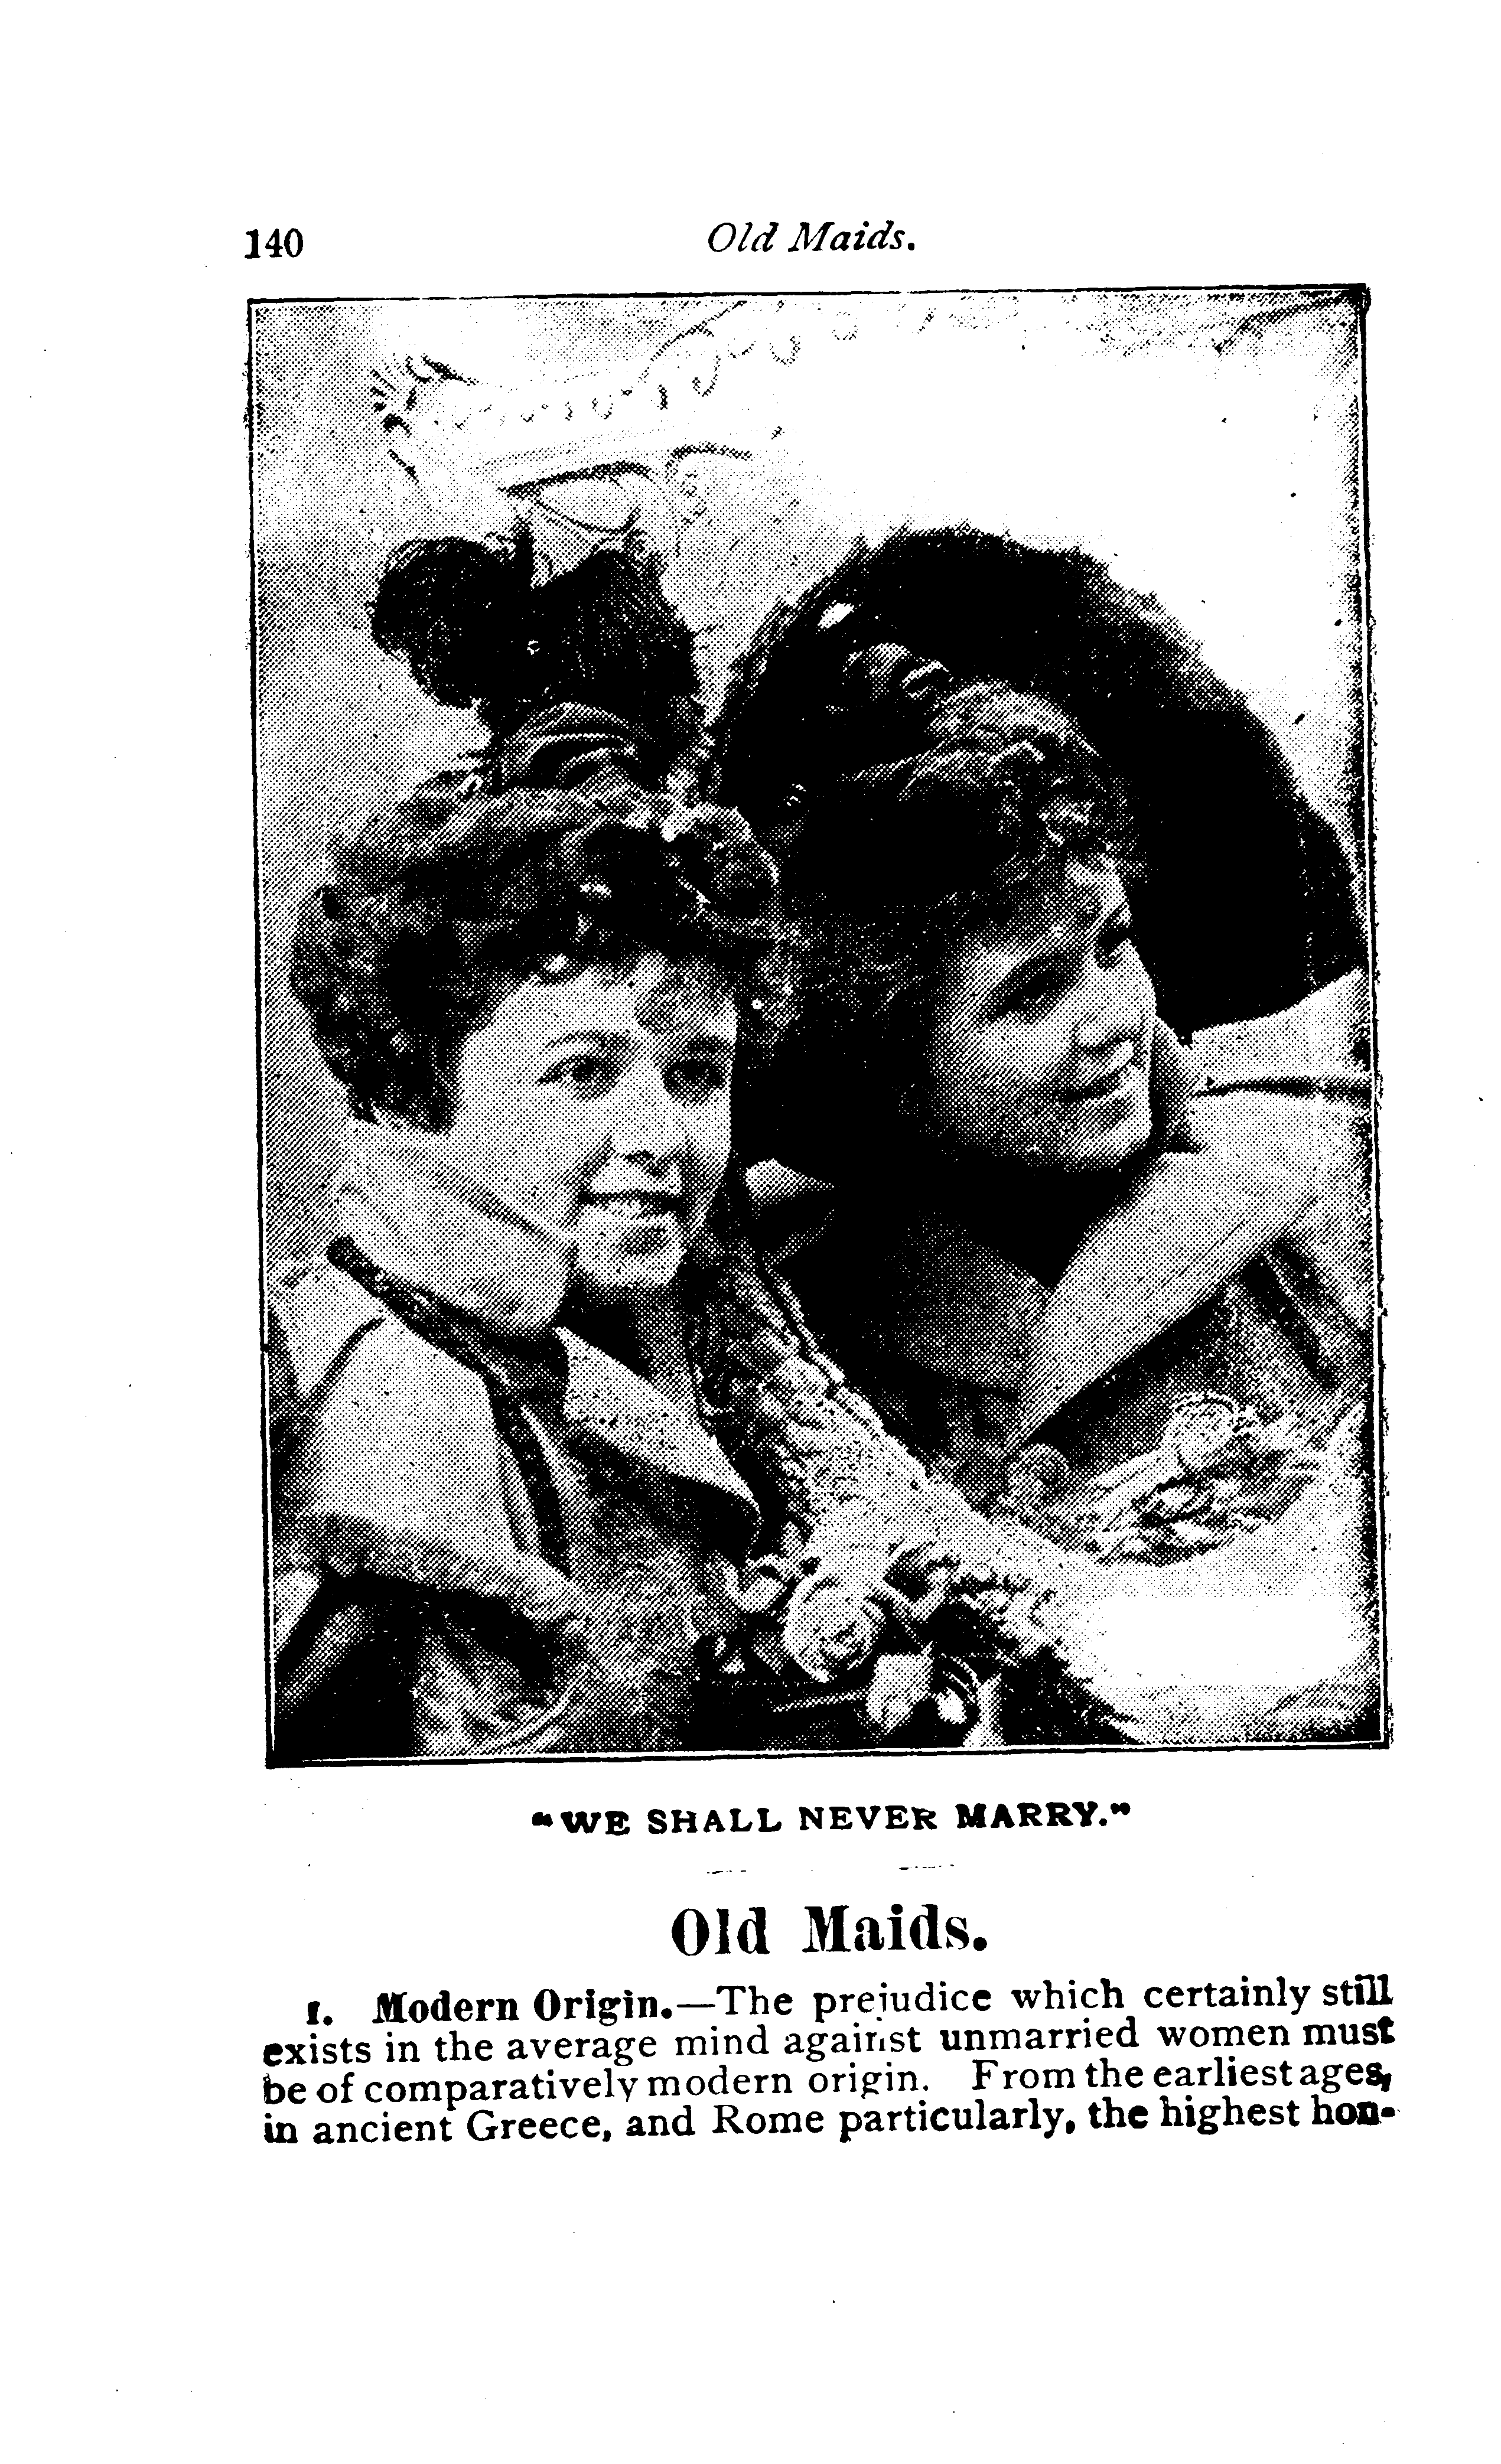 140 Old Maids.
"WE SHALL NEVER MARRY."
Old Maids.
1. Modern Origin.—The prejudice which certainly still
exists in the average mind against unmarried women must
be of comparatively modern origin. From the earliest ages,
in ancient Greece, and Rome particularly, the highest hon-